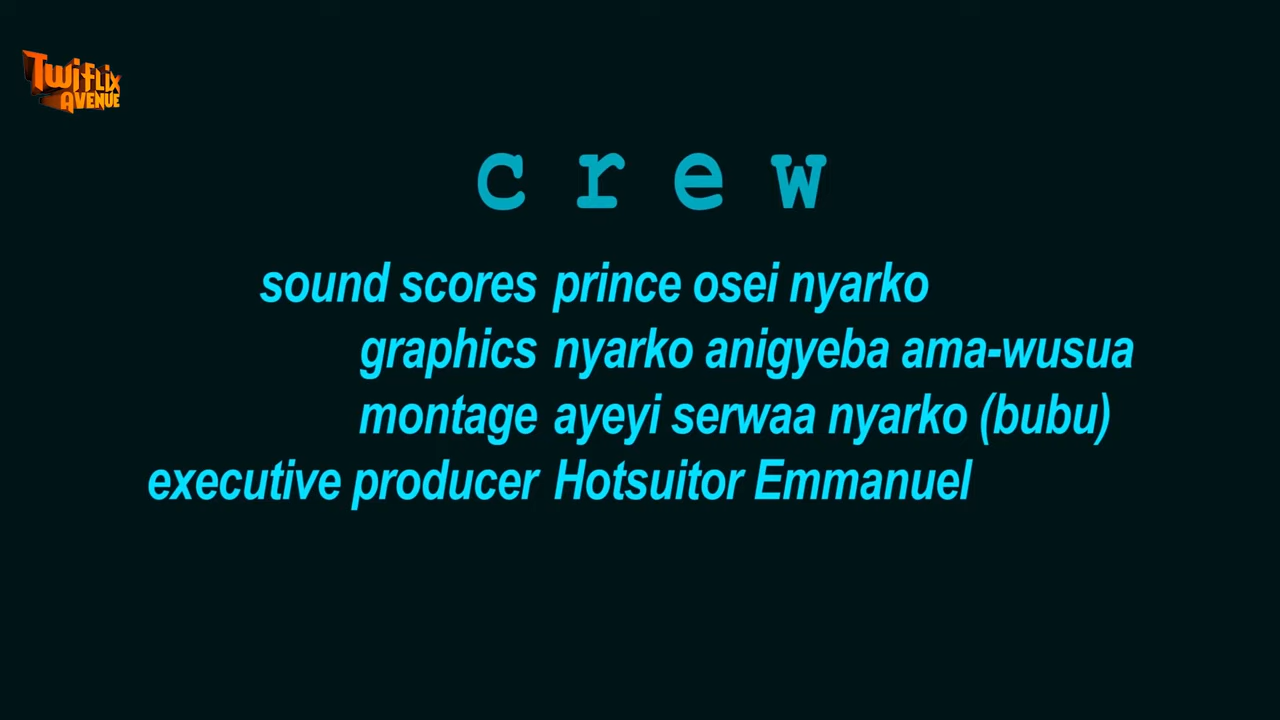 TwiFlix
AVENUE
crew
sound scores prince osei nyarko
graphics nyarko anigyeba ama-wusua
montage ayeyi serwaa nyarko (bubu)
executive producer Hotsuitor Emmanuel